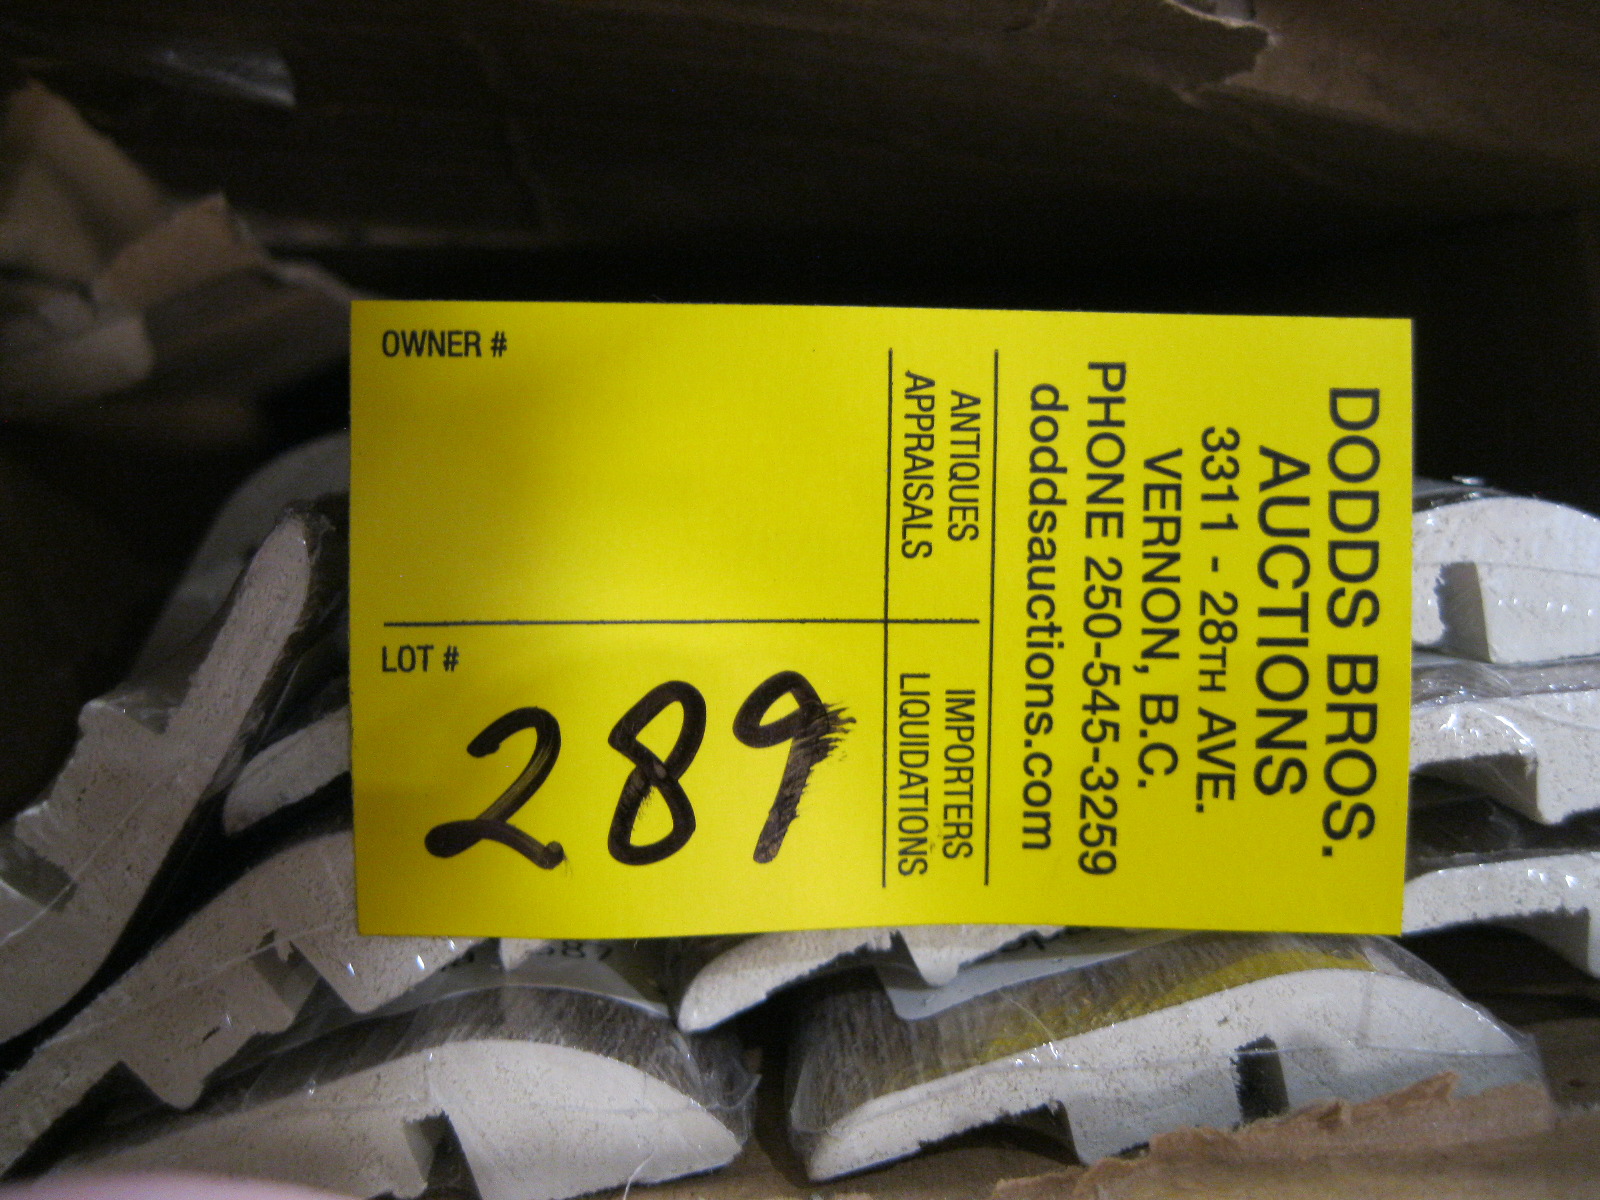 DODDS BROS.
AUCTIONS
3311 - 28TH AVE.
VERNON, B.C.
PHONE 250-545-3259
doddsauctions.com
ANTIQUES
APPRAISALS
IMPORTERS
LIQUIDATIONS
OWNER #
LOT #
289